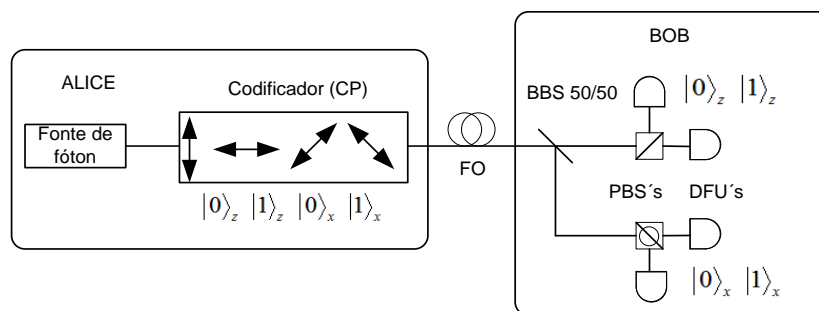 ALICE
Codificador (CP)
Fonte de
fóton
|0⟩z |1⟩z |0⟩x |1⟩x
FO
BOB
BBS 50/50
|0⟩z |1⟩z
PBS´s
DFU´s
|0⟩x |1⟩x